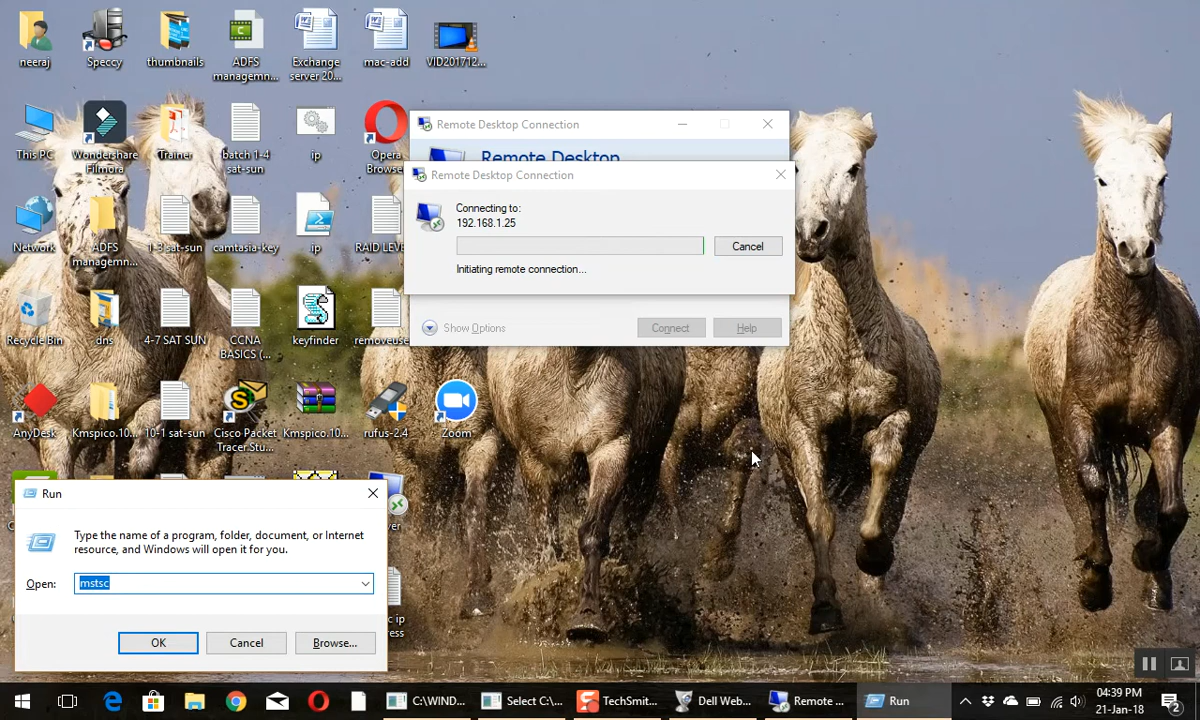 neeraj
Speccy
thumbnails
ADFS
managemn...
Exchange
server 20...
mac-add
VID201712...
This PC
Wondershare
Filmora
Trainer
batch 1-4
sat-sun
ip
Opera
Browse
Network
ADFS
managemn...
1-3 sat-sun
camtasia-key
ip
RAID LEVE
Recycle Bin
dns
4-7 SAT SUN
CCNA
BASICS (...
keyfinder
removeuse
AnyDesk
Kmspico.10...
10-1 sat-sun
Cisco Packet
Tracer Stu...
Kmspico.10...
rufus-2.4
Zoom
Remote Desktop Connection
Remote Desktop
Remote Desktop Connection
Connecting to:
192.168.1.25
Cancel
Initiating remote connection...
Show Options
Connect
Help
Run
Type the name of a program, folder, document, or Internet
resource, and Windows will open it for you.
Open:
mstsc
OK
Cancel
Browse...
C:\WIND...
Select C:\...
TechSmit...
Dell Web...
Remote ...
Run
04:39 PM
21-Jan-18
2